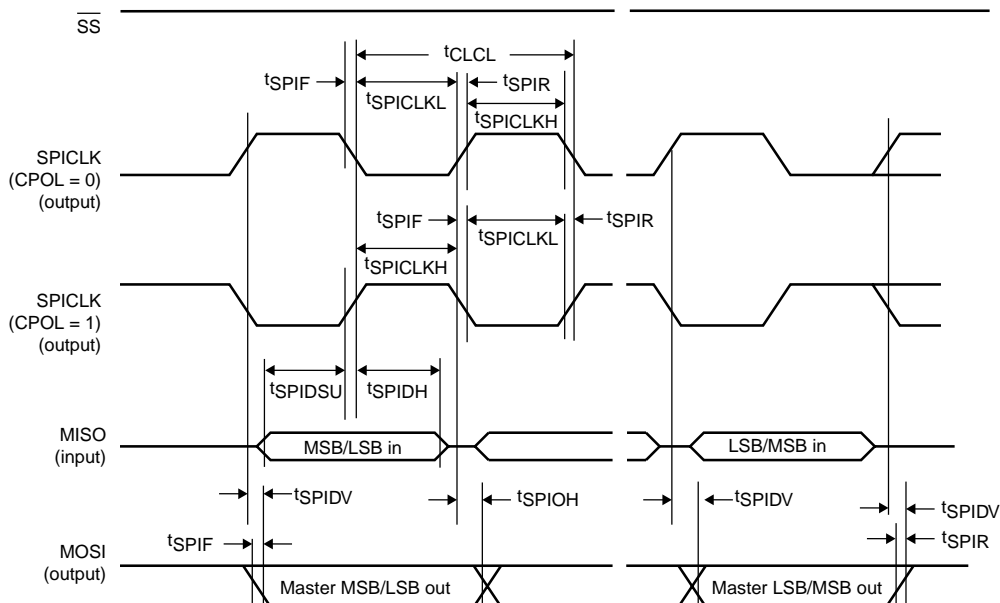 SS
tCLCL
tSPIF
tSPICLKL
tSPIR
tSPICLKH
SPICLK
(CPOL = 0)
(output)
tSPIF
tSPICLKL
tSPIR
tSPICLKH
SPICLK
(CPOL = 1)
(output)
tSPIDSU
tSPIDH
MISO
(input)
MSB/LSB in
LSB/MSB in
tSPIDV
tSPIOH
tSPIDV
tSPIDV
tSPIF
tSPIR
MOSI
(output)
Master MSB/LSB out
Master LSB/MSB out